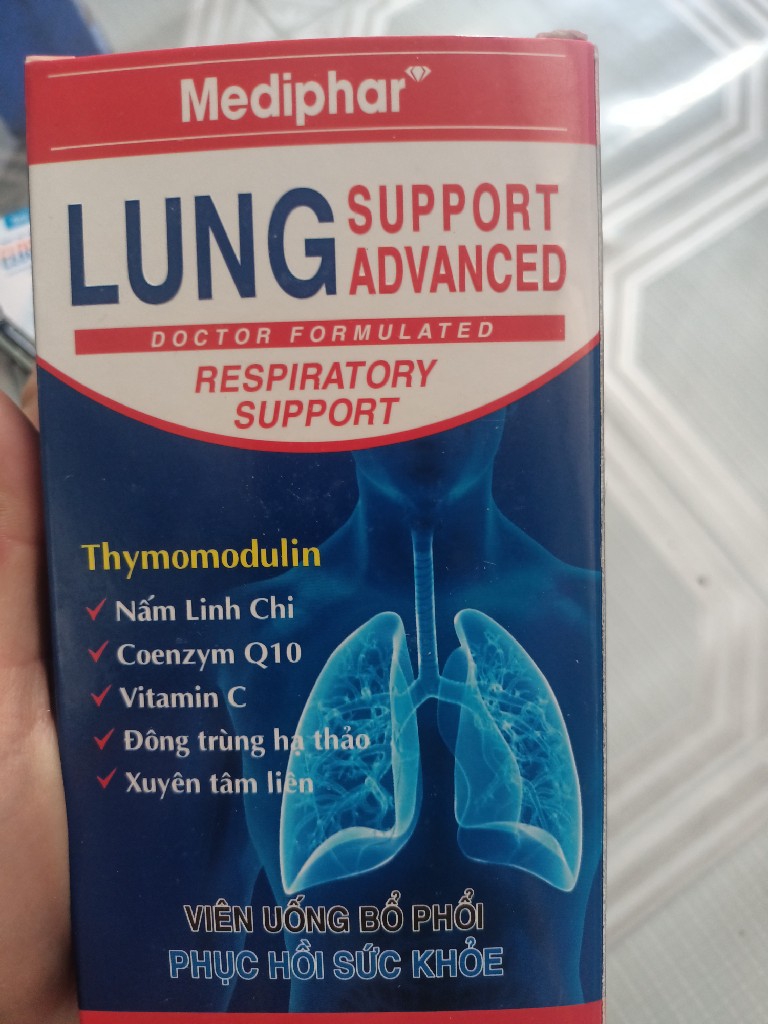 Mediphar
LUNG SUPPORT
ADVANCED
DOCTOR FORMULATED
RESPIRATORY
SUPPORT
Thymomodulin
Nấm Linh Chi
Coenzym Q10
Vitamin C
Đông trùng hạ thảo
Xuyên tâm liên
VIÊN UỐNG BỔ PHỔI
PHỤC HỒI SỨC KHỎE